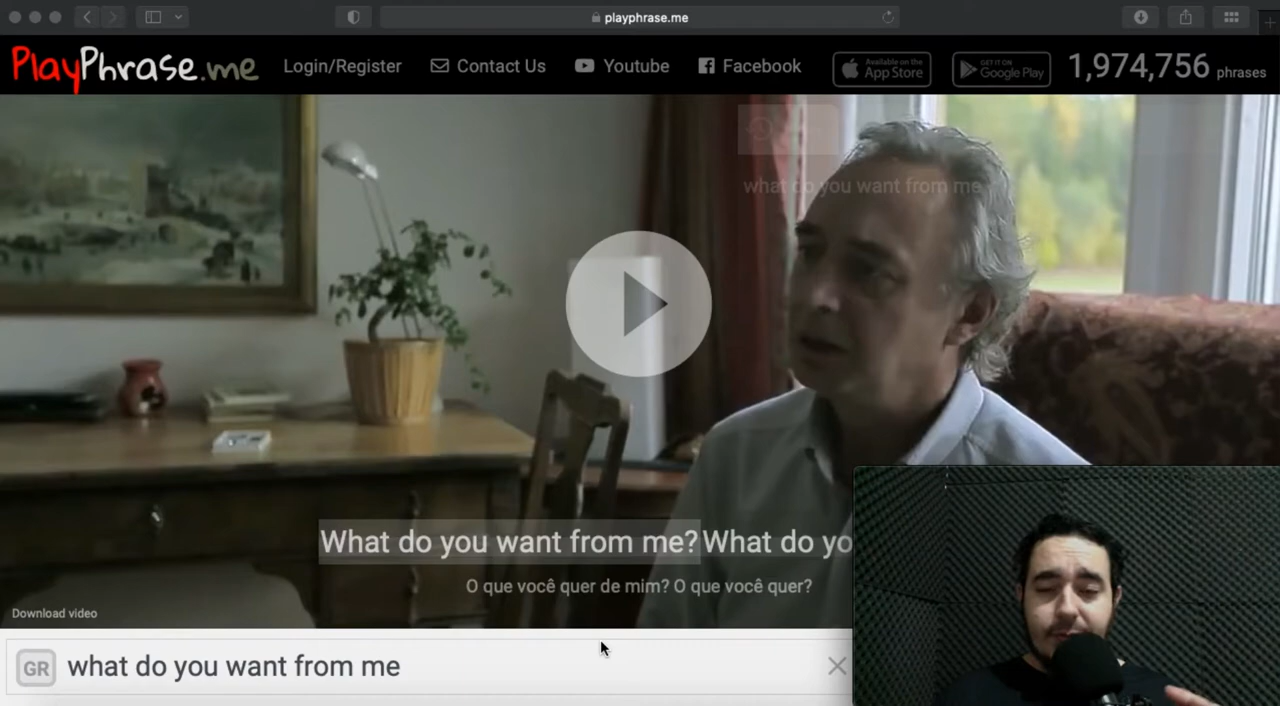 playphrase.me
PlayPhrase.me Login/Register Contact Us Youtube Facebook Available on the App Store GET IT ON Google Play 1,974,756 phrases
what do you want from me
What do you want from me? What do yo
O que você quer de mim? O que você quer?
Download video
GR what do you want from me